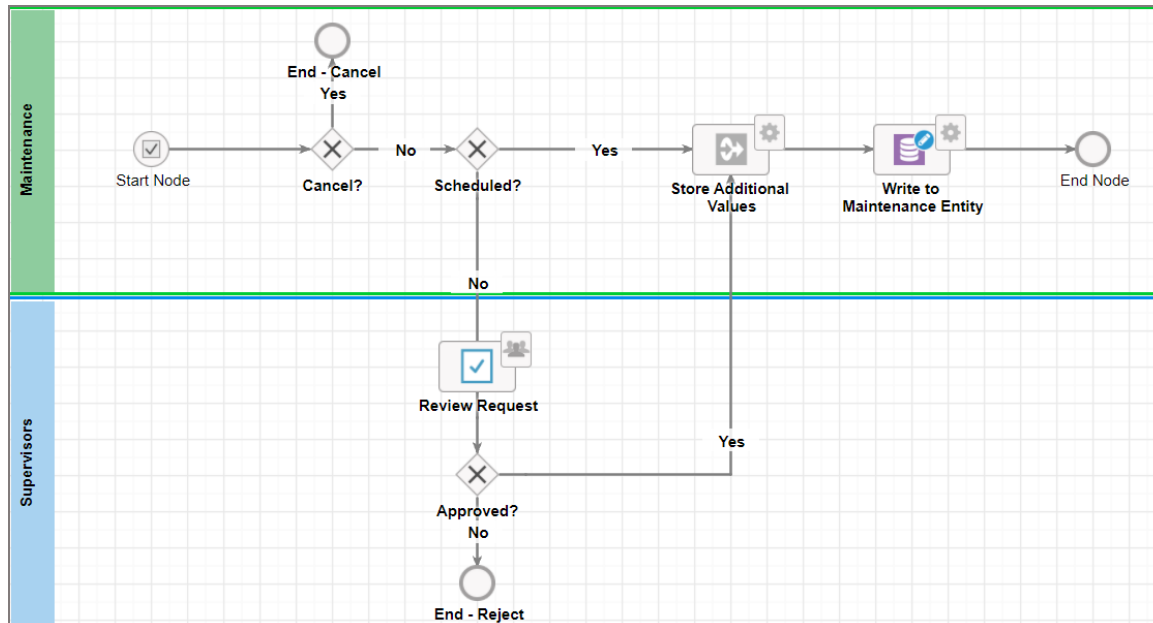 Maintenance
End - Cancel
Yes
Start Node
Cancel?
No
Scheduled?
Yes
Store Additional
Values
Write to
Maintenance Entity
End Node
No
Supervisors
Review Request
Yes
Approved?
No
End - Reject